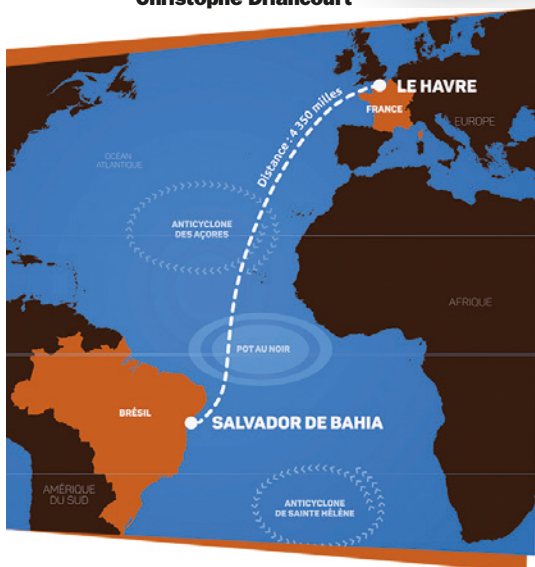 Christophe Driancourt
LE HAVRE
FRANCE
EUROPE
Distance : 4 350 milles
OCÉAN
ATLANTIQUE
ANTICYCLONE
DES AÇORES
AFRIQUE
POT AU NOIR
BRÉSIL
SALVADOR DE BAHIA
AMÉRIQUE
DU SUD
ANTICYCLONE
DE SAINTE HÉLÈNE